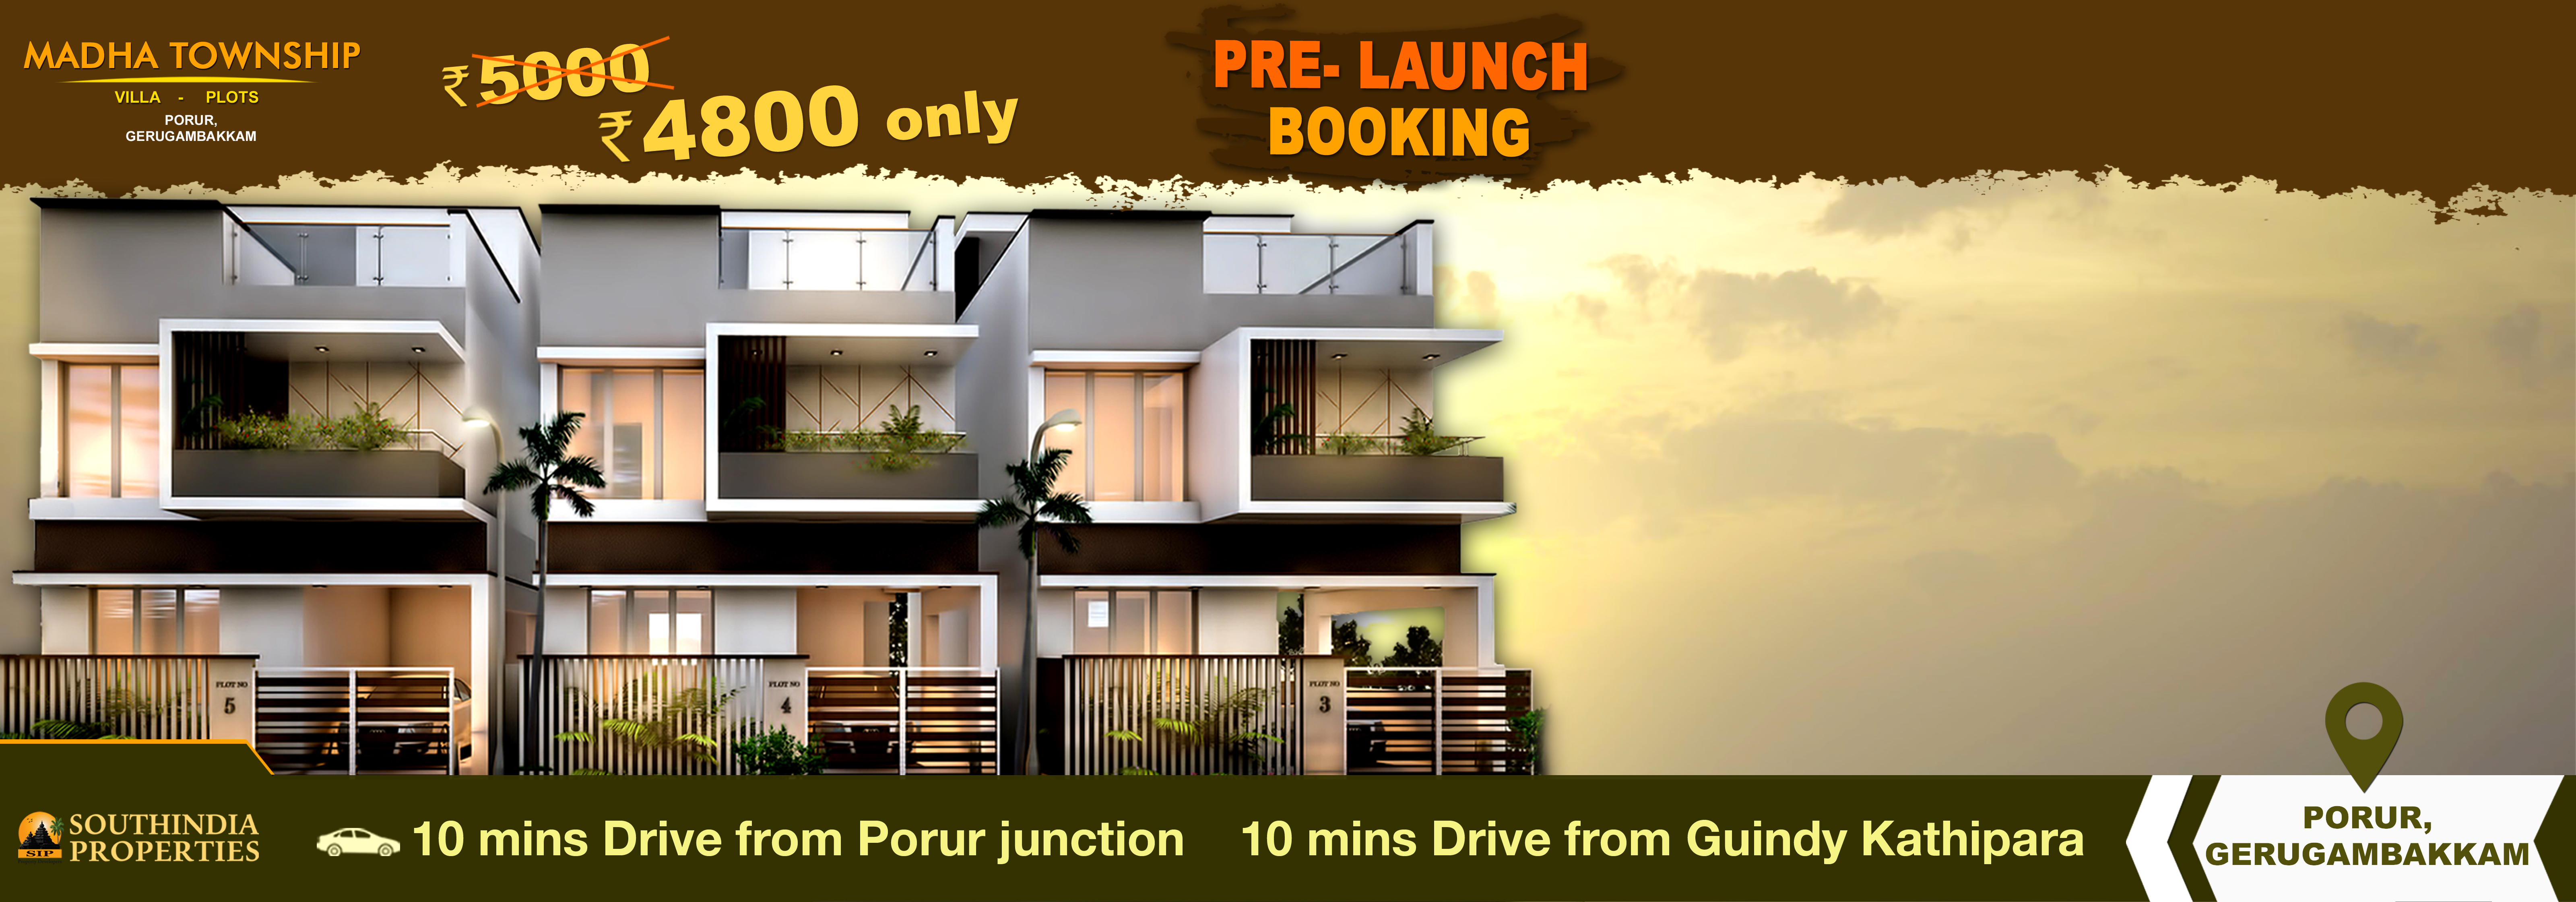 MADHA TOWNSHIP
VILLA - PLOTS
PORUR,
GERUGAMBAKKAM
₹5000
₹4800 only
PRE- LAUNCH
BOOKING
PLOT NO
5
PLOT NO
4
PLOT NO
3
SIP
SOUTHINDIA
PROPERTIES
10 mins Drive from Porur junction
10 mins Drive from Guindy Kathipara
PORUR,
GERUGAMBAKKAM